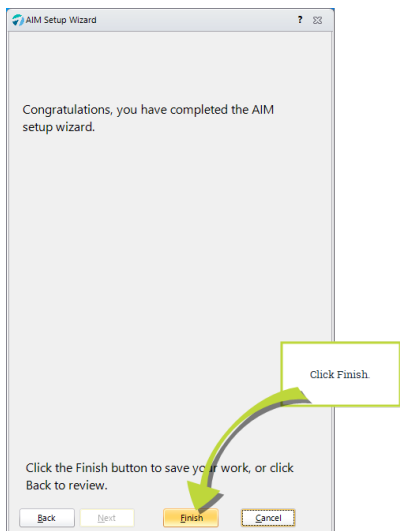 AIM Setup Wizard ?
Congratulations, you have completed the AIM
setup wizard.
Click Finish.
Click the Finish button to save your work, or click
Back to review.
Back Next Finish Cancel